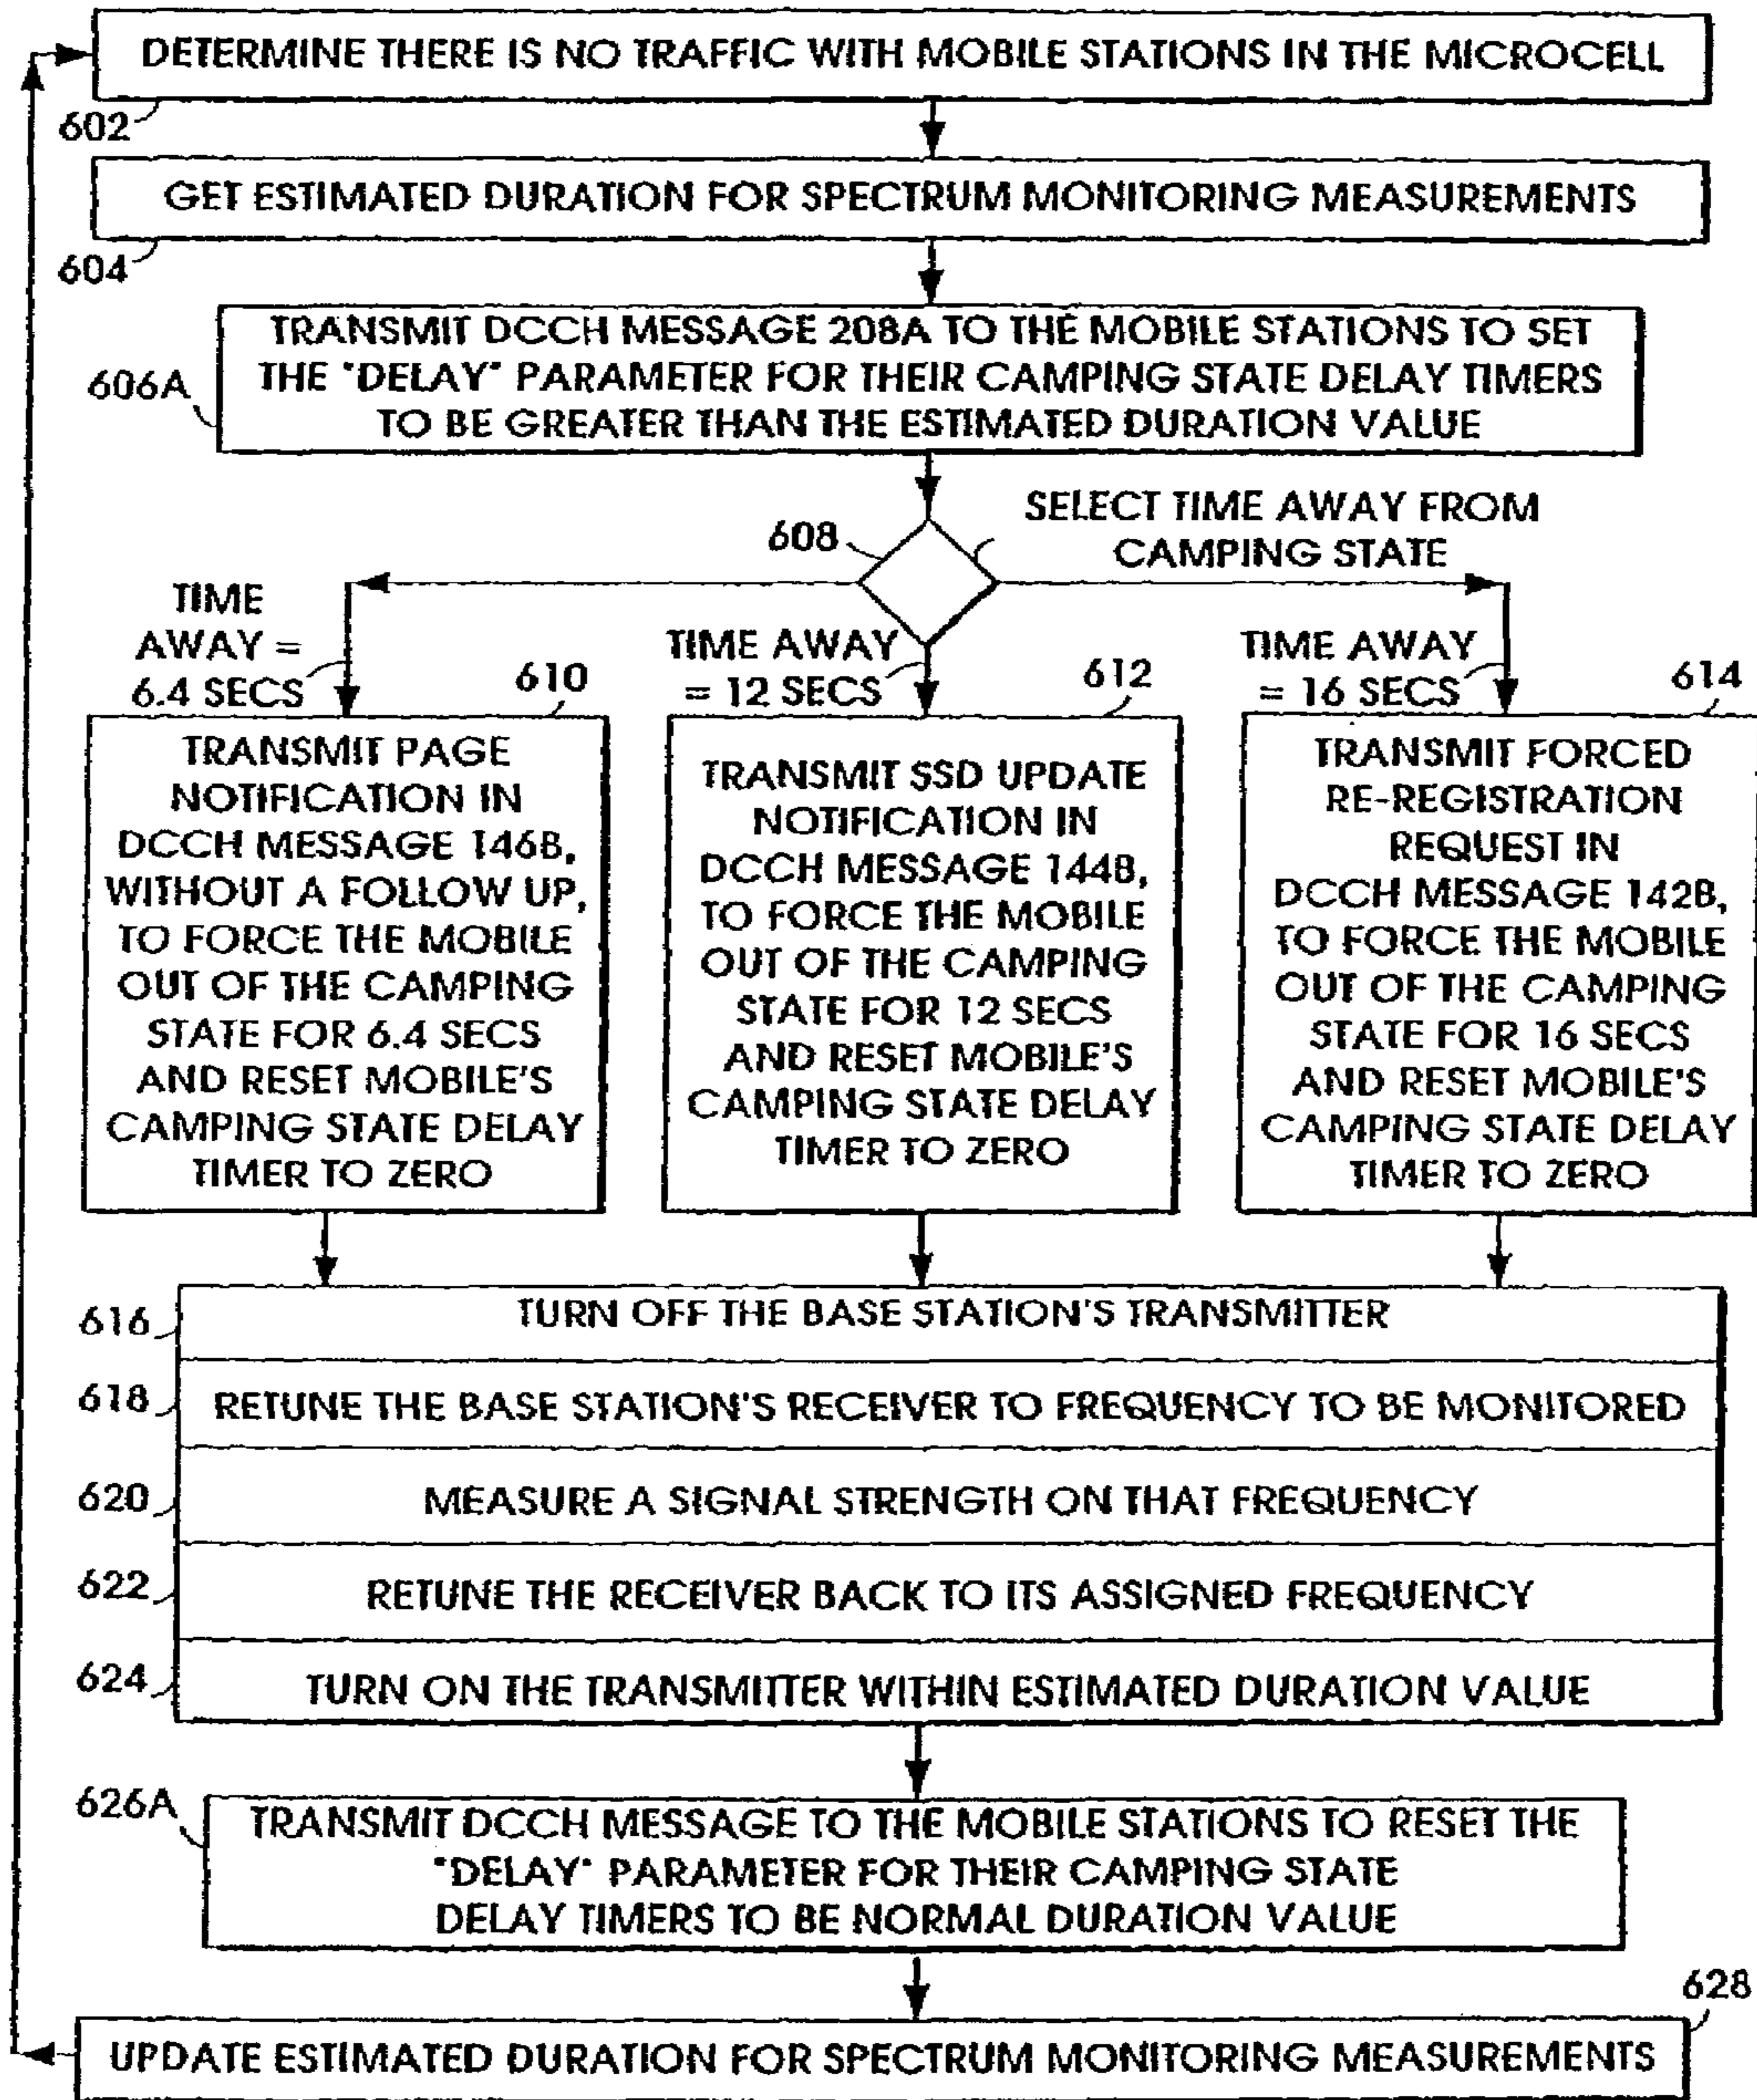 DETERMINE THERE IS NO TRAFFIC WITH MOBILE STATIONS IN THE MICROCELL
602
GET ESTIMATED DURATION FOR SPECTRUM MONITORING MEASUREMENTS
604
TRANSMIT DCCH MESSAGE 208A TO THE MOBILE STATIONS TO SET
THE "DELAY" PARAMETER FOR THEIR CAMPING STATE DELAY TIMERS
TO BE GREATER THAN THE ESTIMATED DURATION VALUE
606A
608
SELECT TIME AWAY FROM
CAMPING STATE
TIME
AWAY =
6.4 SECS
610
TIME AWAY
= 12 SECS
612
TIME AWAY
= 16 SECS
614
TRANSMIT PAGE
NOTIFICATION IN
DCCH MESSAGE 146B,
WITHOUT A FOLLOW UP,
TO FORCE THE MOBILE
OUT OF THE CAMPING
STATE FOR 6.4 SECS
AND RESET MOBILE'S
CAMPING STATE DELAY
TIMER TO ZERO
TRANSMIT SSD UPDATE
NOTIFICATION IN
DCCH MESSAGE 144B,
TO FORCE THE MOBILE
OUT OF THE CAMPING
STATE FOR 12 SECS
AND RESET MOBILE'S
CAMPING STATE DELAY
TIMER TO ZERO
TRANSMIT FORCED
RE-REGISTRATION
REQUEST IN
DCCH MESSAGE 142B,
TO FORCE THE MOBILE
OUT OF THE CAMPING
STATE FOR 16 SECS
AND RESET MOBILE'S
CAMPING STATE DELAY
TIMER TO ZERO
616
TURN OFF THE BASE STATION'S TRANSMITTER
618
RETUNE THE BASE STATION'S RECEIVER TO FREQUENCY TO BE MONITORED
620
MEASURE A SIGNAL STRENGTH ON THAT FREQUENCY
622
RETUNE THE RECEIVER BACK TO ITS ASSIGNED FREQUENCY
624
TURN ON THE TRANSMITTER WITHIN ESTIMATED DURATION VALUE
626A
TRANSMIT DCCH MESSAGE TO THE MOBILE STATIONS TO RESET THE
"DELAY" PARAMETER FOR THEIR CAMPING STATE
DELAY TIMERS TO BE NORMAL DURATION VALUE
628
UPDATE ESTIMATED DURATION FOR SPECTRUM MONITORING MEASUREMENTS